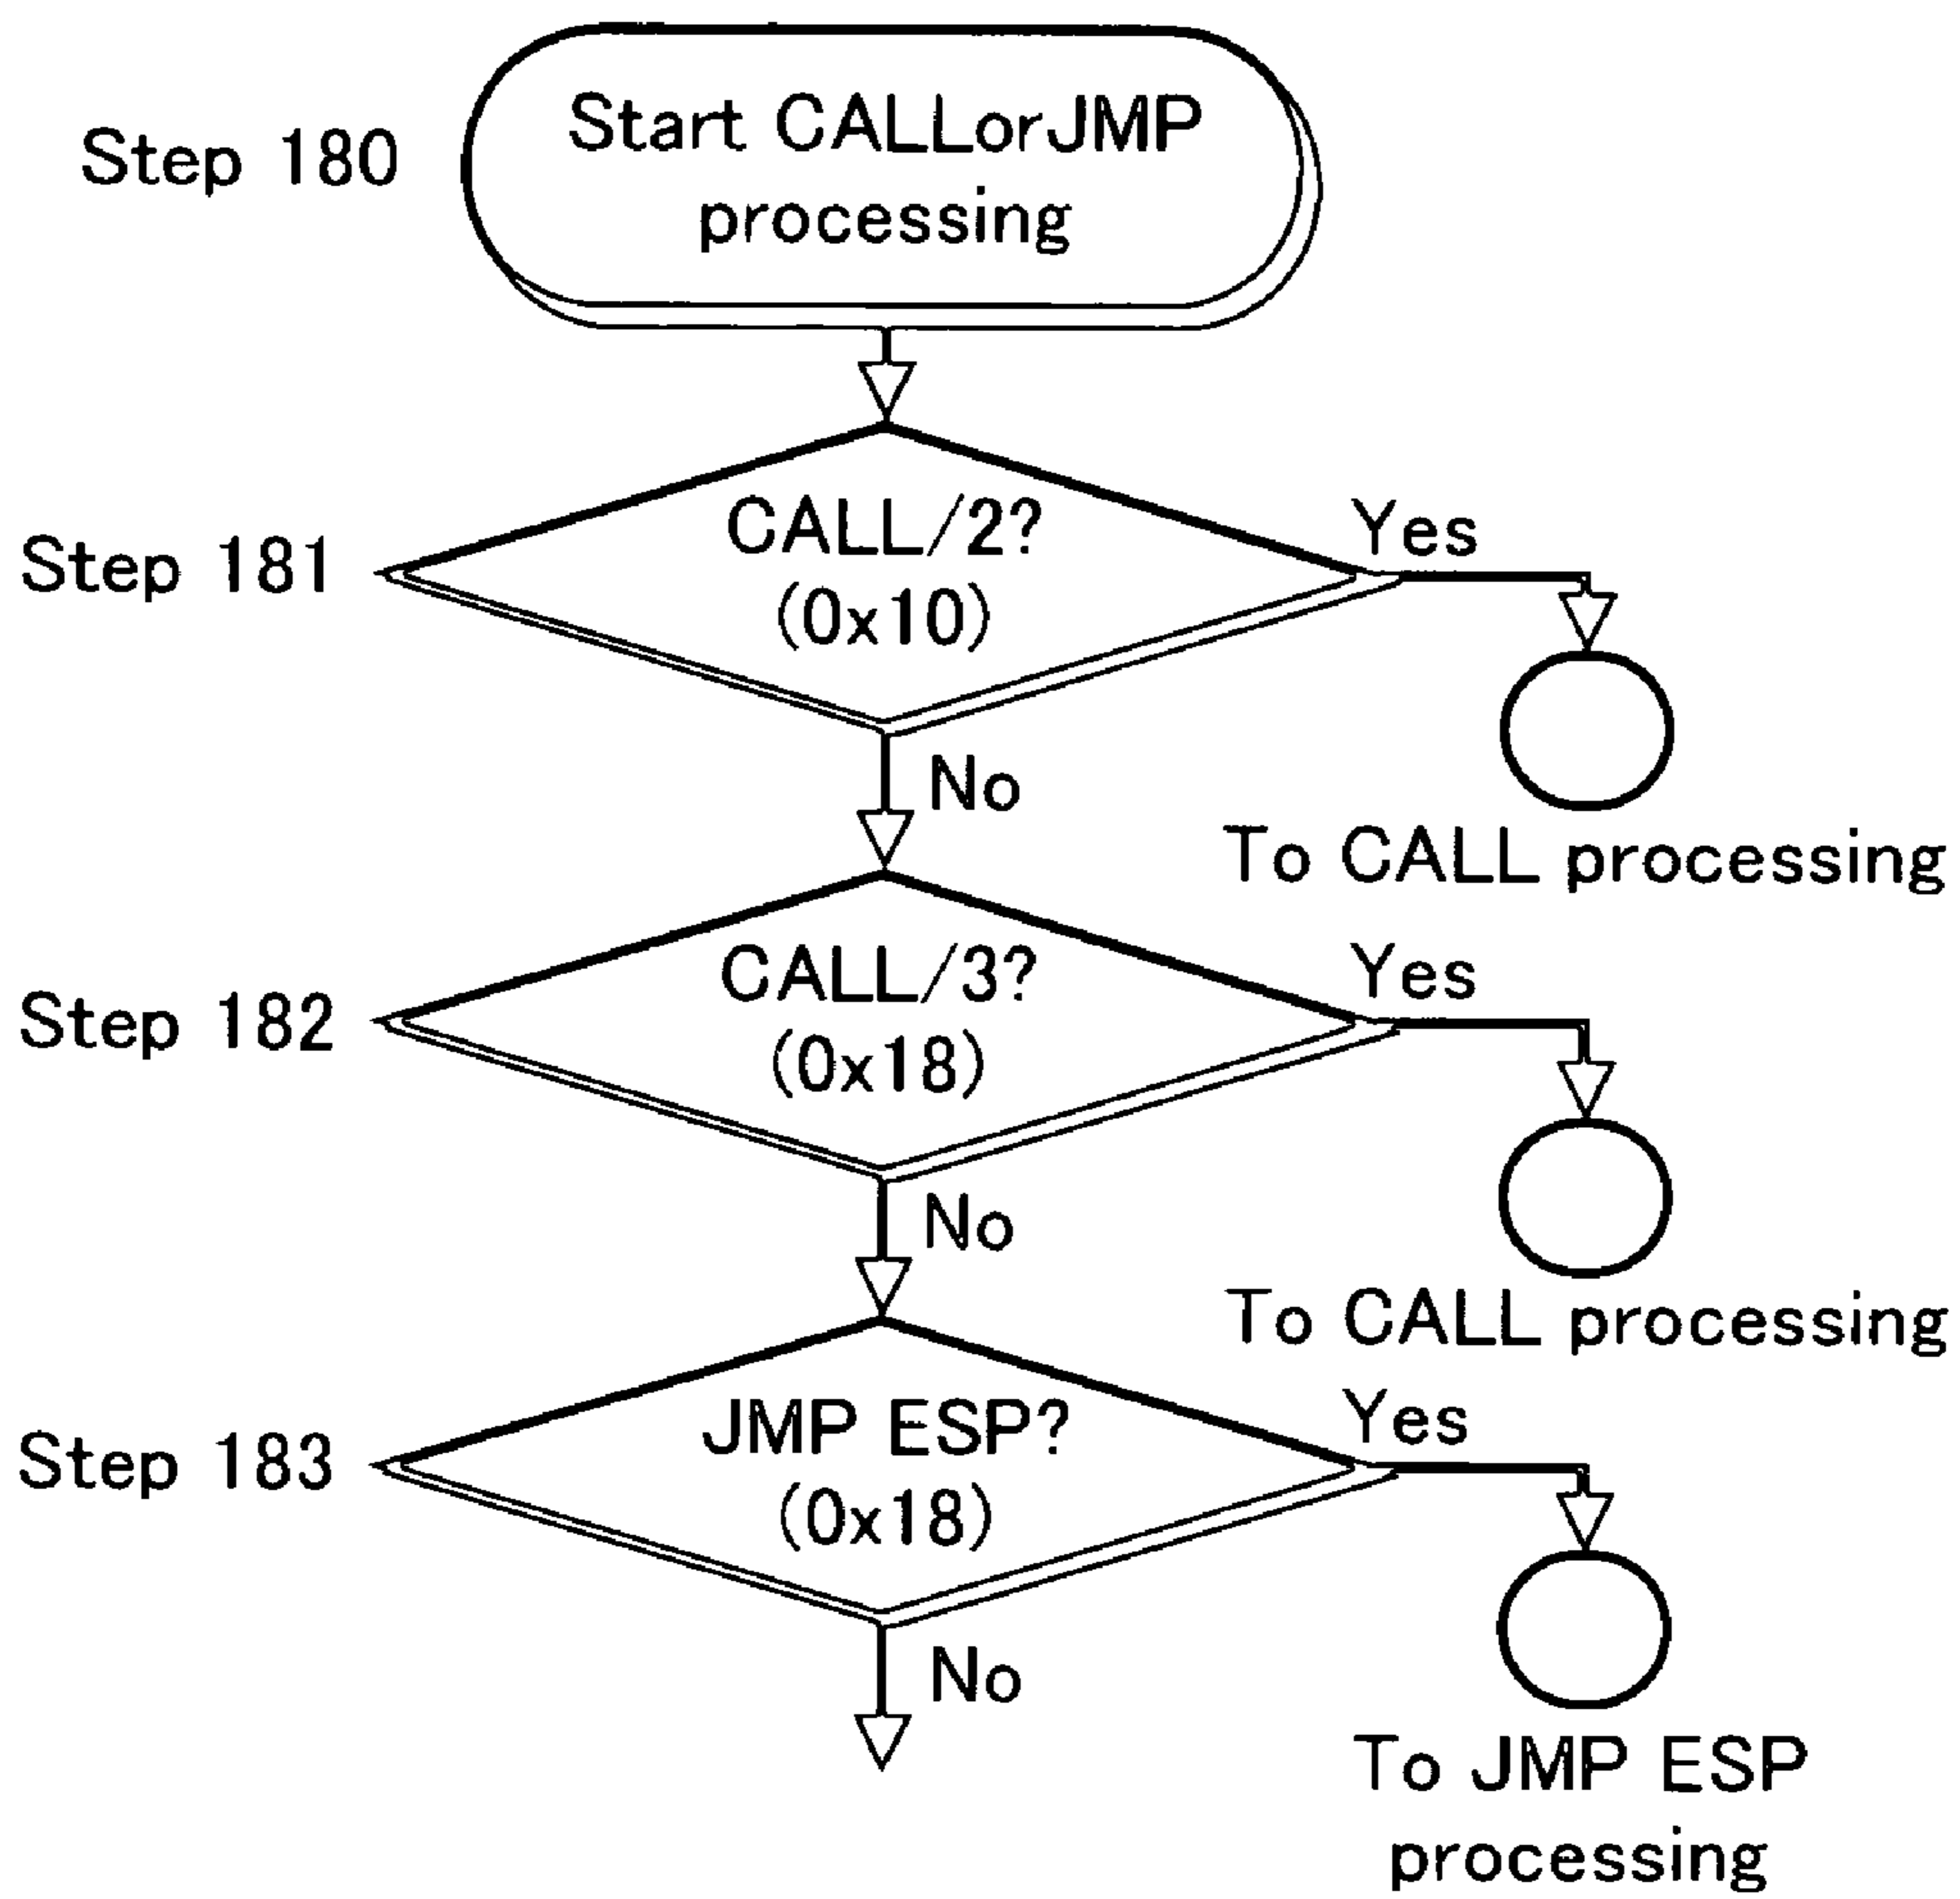 Step 180
Start CALLorJMP
processing
Step 181
CALL/2?
(0x10)
Yes
No
To CALL processing
Step 182
CALL/3?
(0x18)
Yes
No
To CALL processing
Step 183
JMP ESP?
(0x18)
Yes
No
To JMP ESP
processing